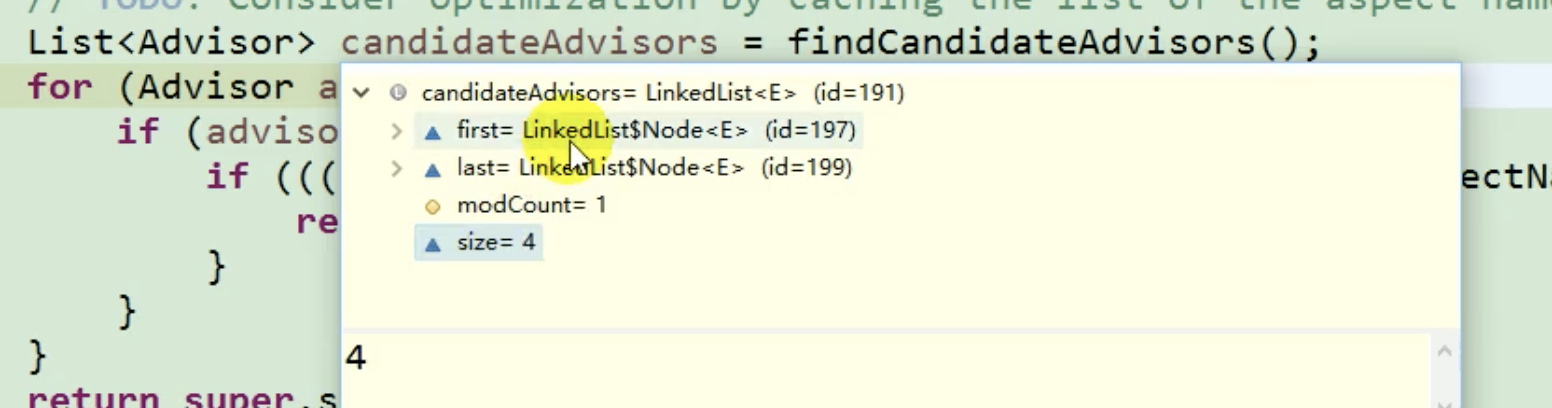 // TODO: Consider optimization by caching the list of the aspect
List<Advisor> candidateAdvisors = findCandidateAdvisors();
for (Advisor a
candidateAdvisors= LinkedList<E> (id=191)
first= LinkedList$Node<E> (id=197)
if (adviso
last= LinkedList$Node<E> (id=199)
if (((
ectN
modCount= 1
re
size= 4
}
}
}
4
return super.s